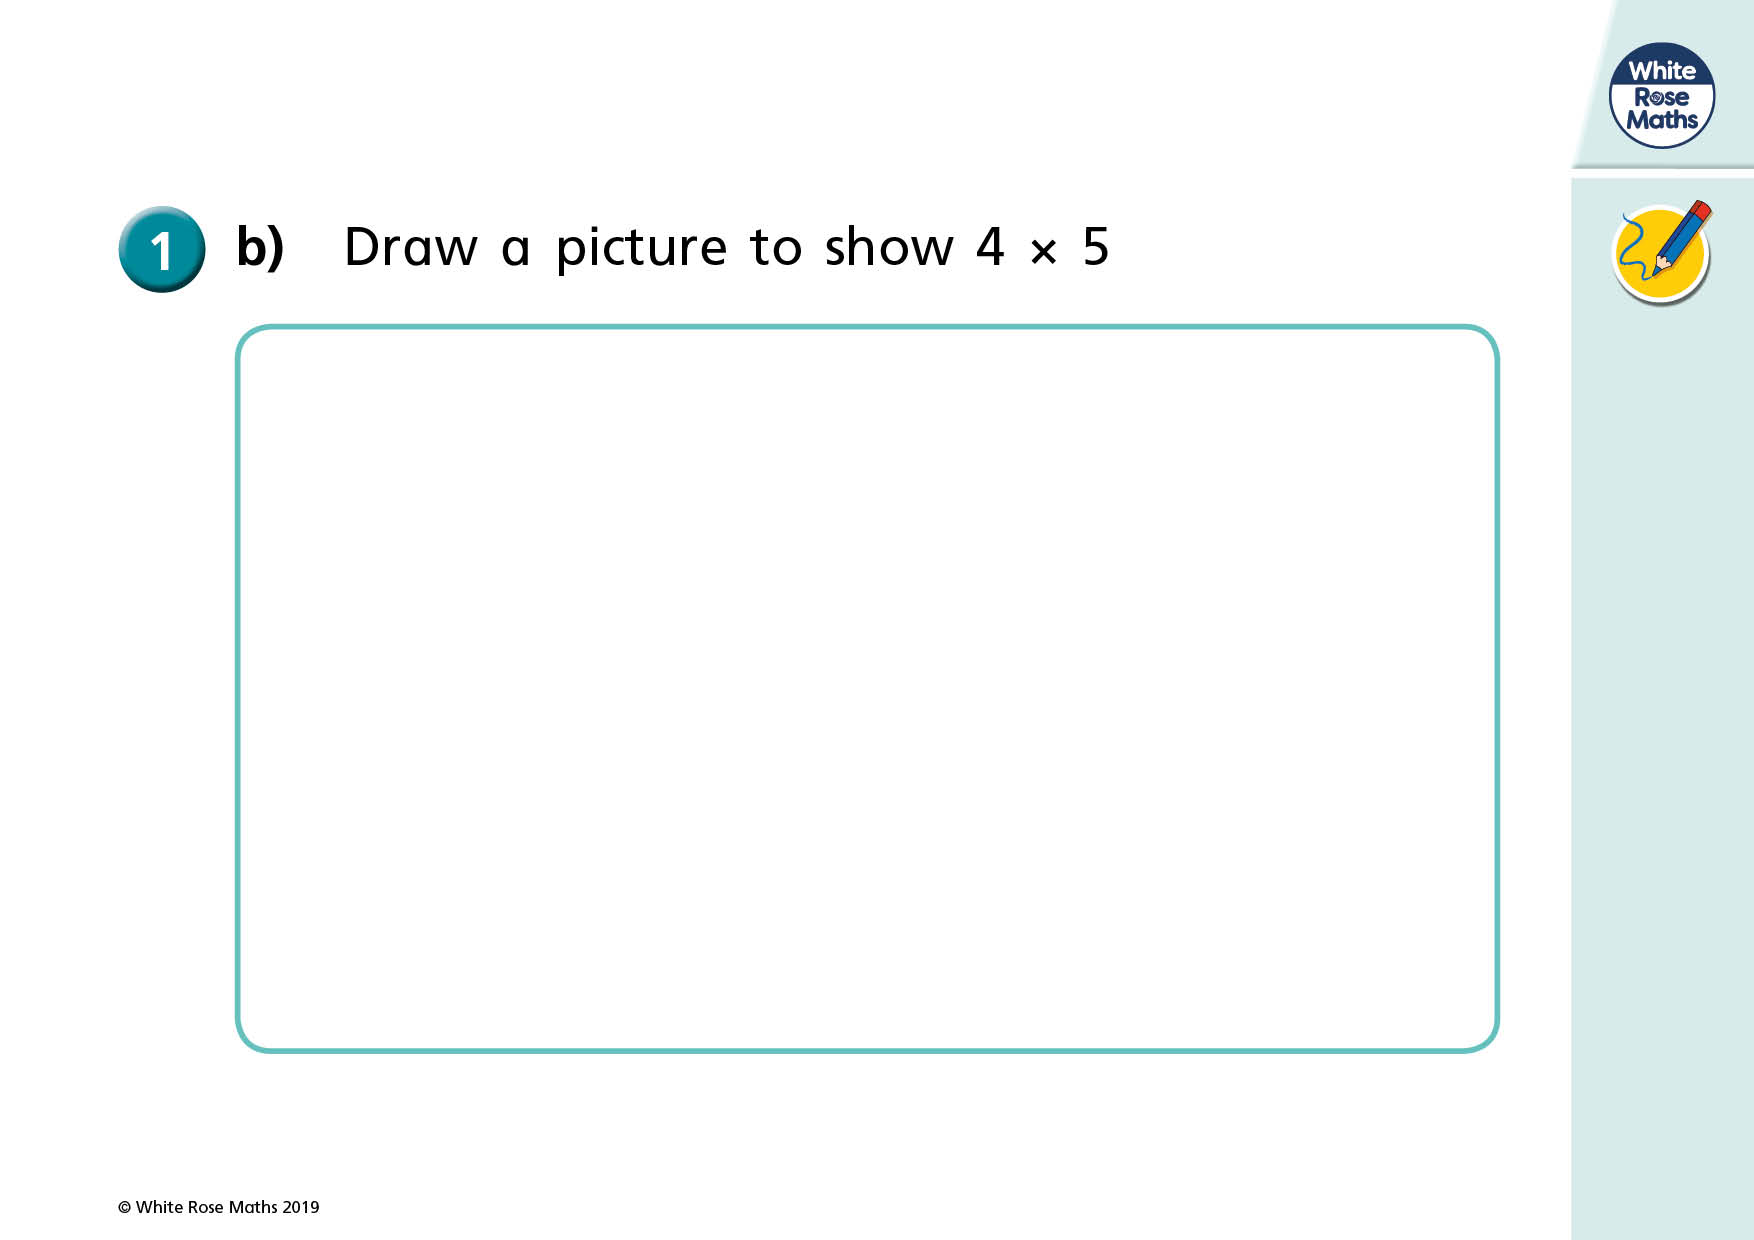 White
Rose
Maths
1 b) Draw a picture to show 4 × 5
© White Rose Maths 2019